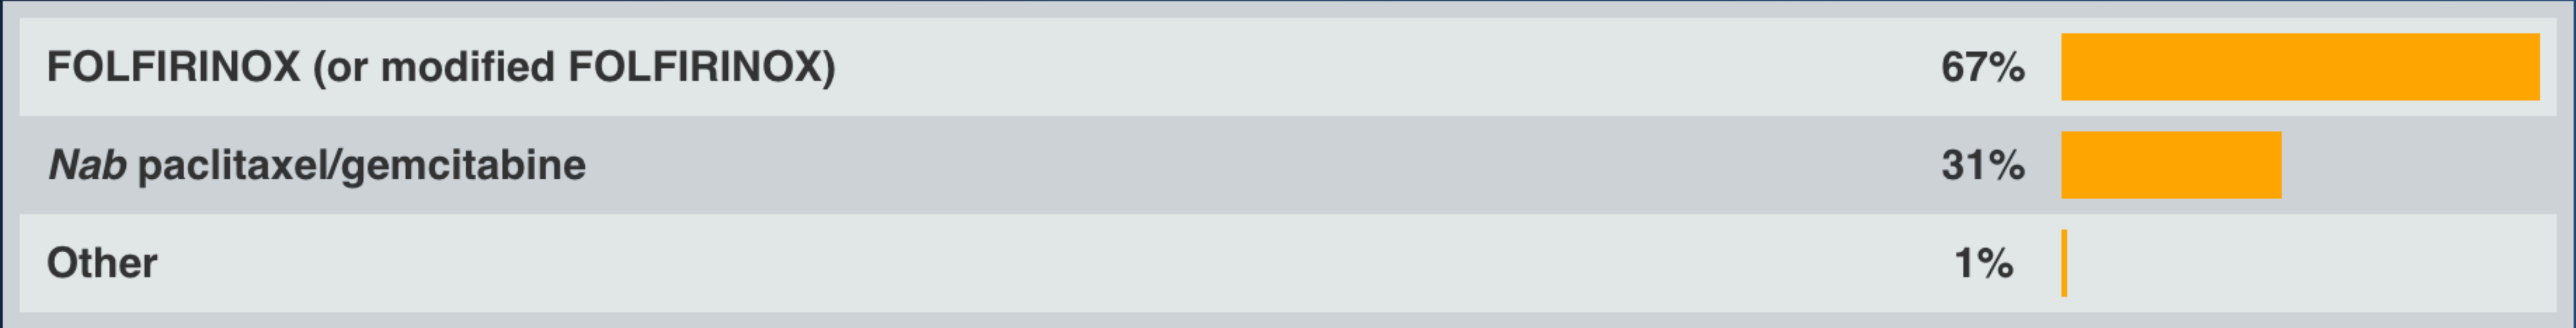 FOLFIRINOX (or modified FOLFIRINOX) 67%
Nab paclitaxel/gemcitabine 31%
Other 1%